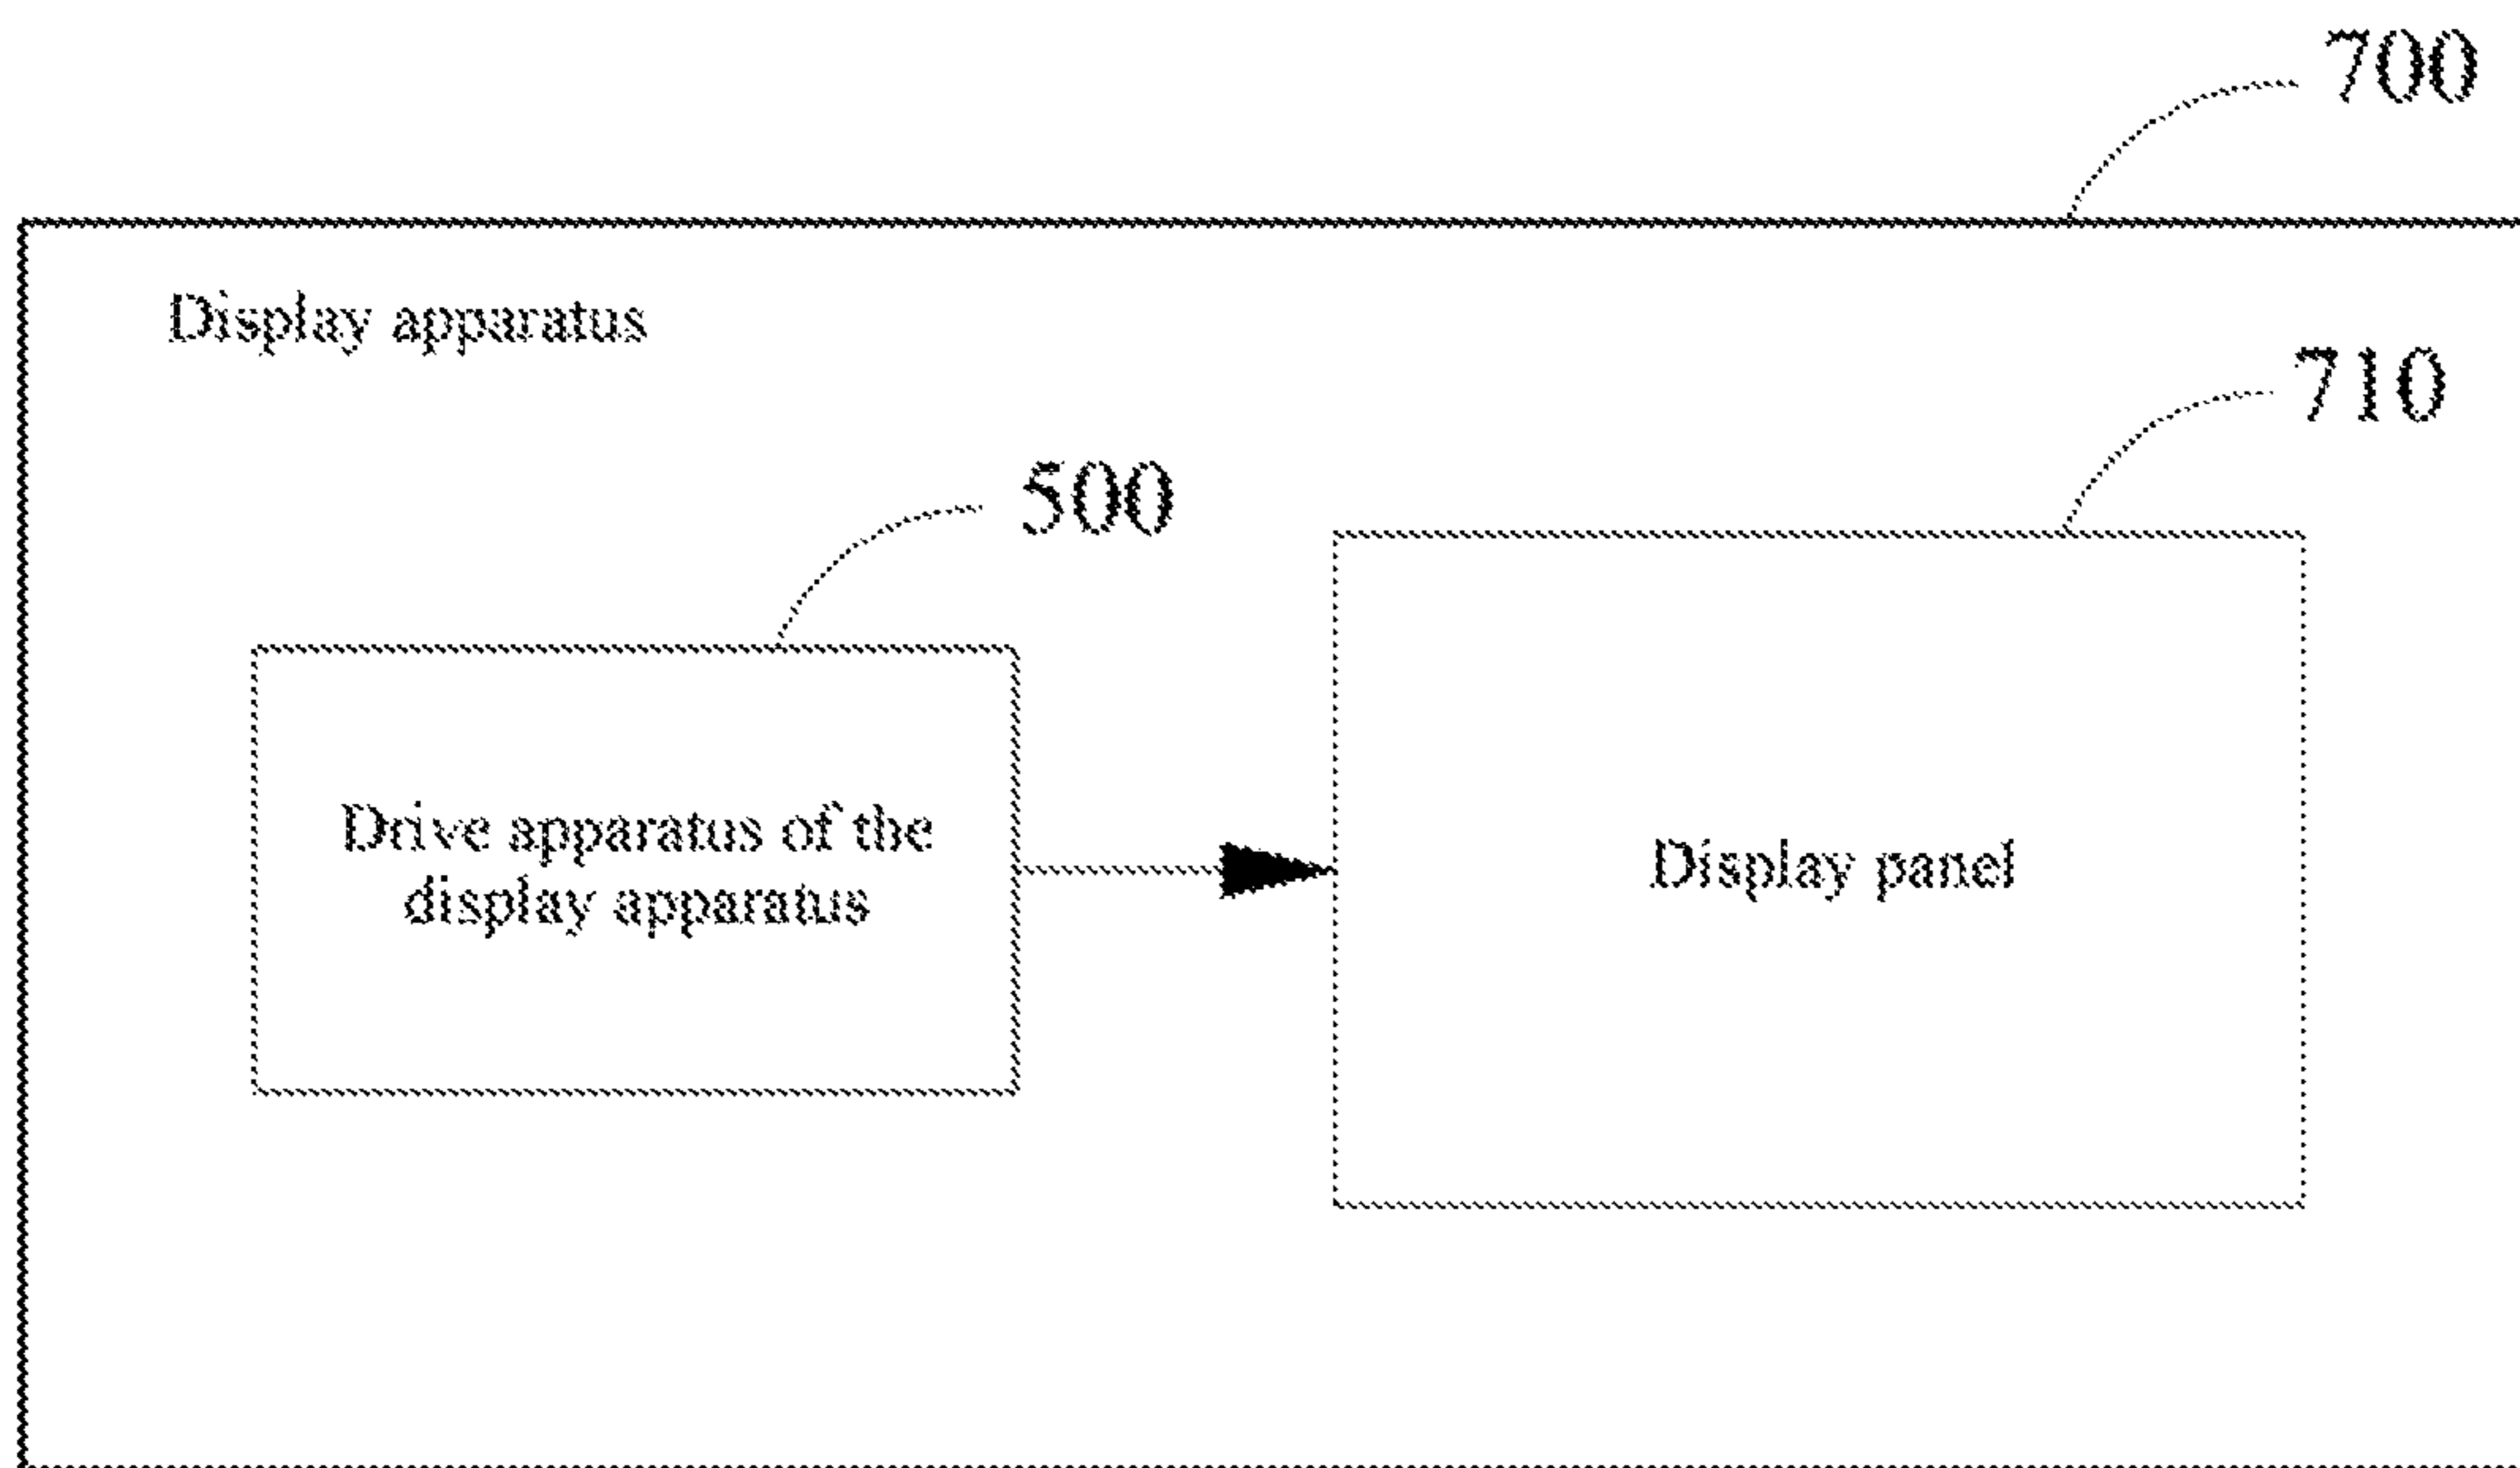 700
Display apparatus
710
500
Drive apparatus of the
display apparatus
Display panel